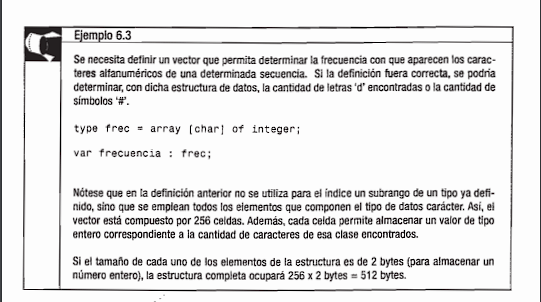 Ejemplo 6.3
Se necesita definir un vector que permita determinar la frecuencia con que aparecen los carac-
teres alfanuméricos de una determinada secuencia. Si la definición fuera correcta, se podría
determinar, con dicha estructura de datos, la cantidad de letras 'd' encontradas o la cantidad de
símbolos '#'.
type frec = array [char] of integer;
var frecuencia : frec;
Nótese que en la definición anterior no se utiliza para el índice un subrango de un tipo ya defi-
nido, sino que se emplean todos los elementos que componen el tipo de datos carácter. Así, el
vector está compuesto por 256 celdas. Además, cada celda permite almacenar un valor de tipo
entero correspondiente a la cantidad de caracteres de esa clase encontrados.
Si el tamaño de cada uno de los elementos de la estructura es de 2 bytes (para almacenar un
número entero), la estructura completa ocupará 256 x 2 bytes = 512 bytes.